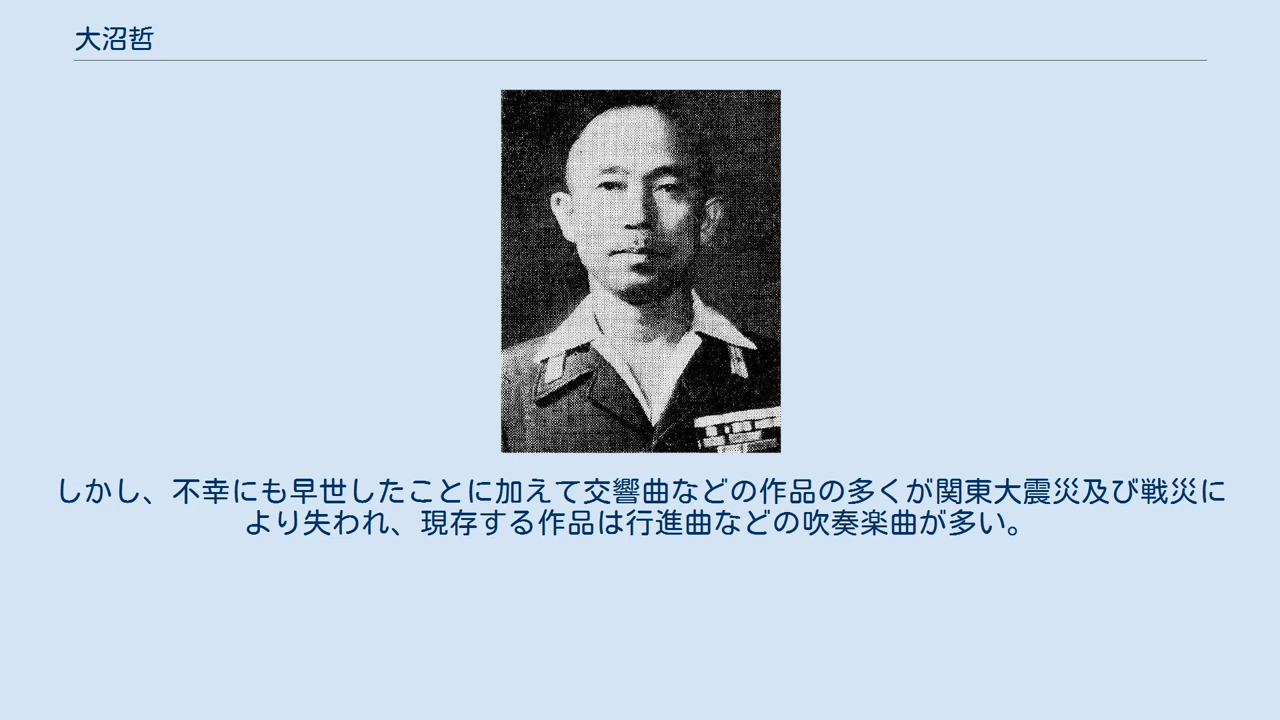 大沼哲
しかし、不幸にも早世したことに加えて交響曲などの作品の多くが関東大震災及び戦災に
より失われ、現存する作品は行進曲などの吹奏楽曲が多い。